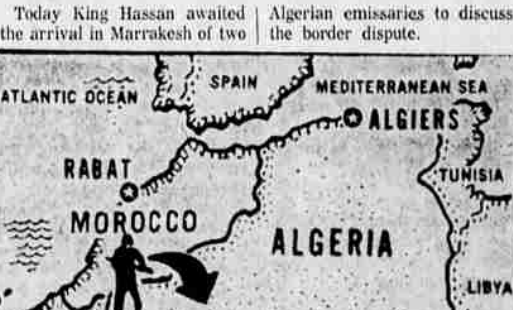 Today King Hassan awaited
the arrival in Marrakesh of two
Algerian emissaries to discuss
the border dispute.
SPAIN
MEDITERRANEAN SEA
ATLANTIC OCEAN
ALGIERS
RABAT
TUNISIA
MOROCCO
ALGERIA
LIBYA